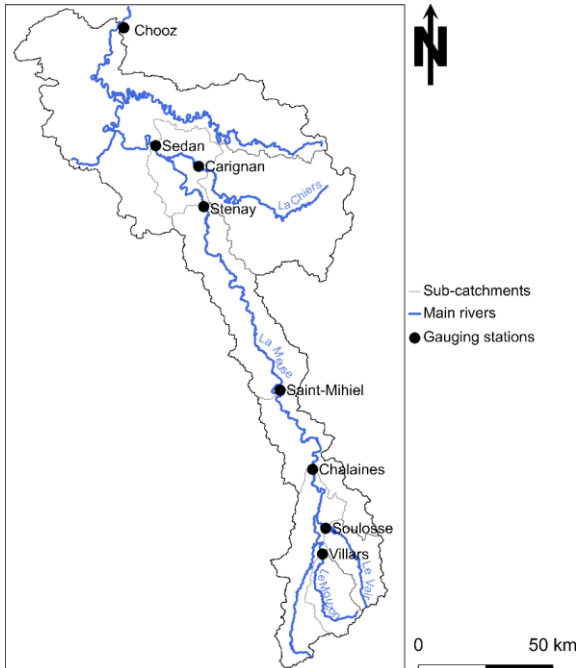 Chooz
N
Sedan
Carignan
La Chiers
Stenay
Sub-catchments
Main rivers
Gauging stations
La Meuse
Saint-Mihiel
Chalaines
Soulosse
Villars
Le Vair
Le Mouzon
0 50 km